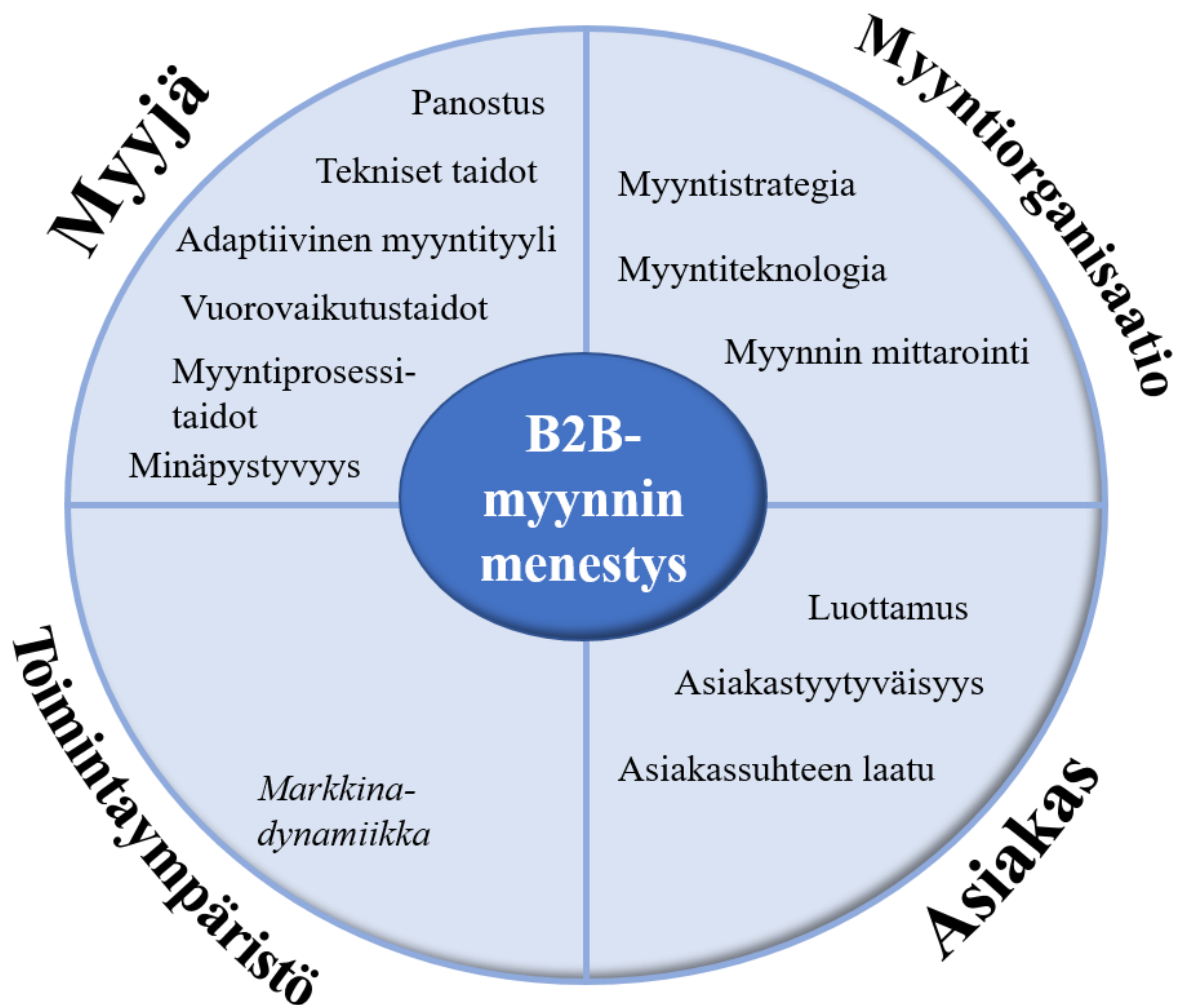 Myyjä
Panostus
Tekniset taidot
Adaptiivinen myyntityyli
Vuorovaikutustaidot
Myyntiprosessi-
taidot
Minäpystyvyys
Myyntiorganisaatio
Myyntistrategia
Myyntiteknologia
Myynnin mittarointi
B2B-
myynnin
menestys
Toimintaympäristö
Markkina-
dynamiikka
Asiakas
Luottamus
Asiakastyytyväisyys
Asiakassuhteen laatu